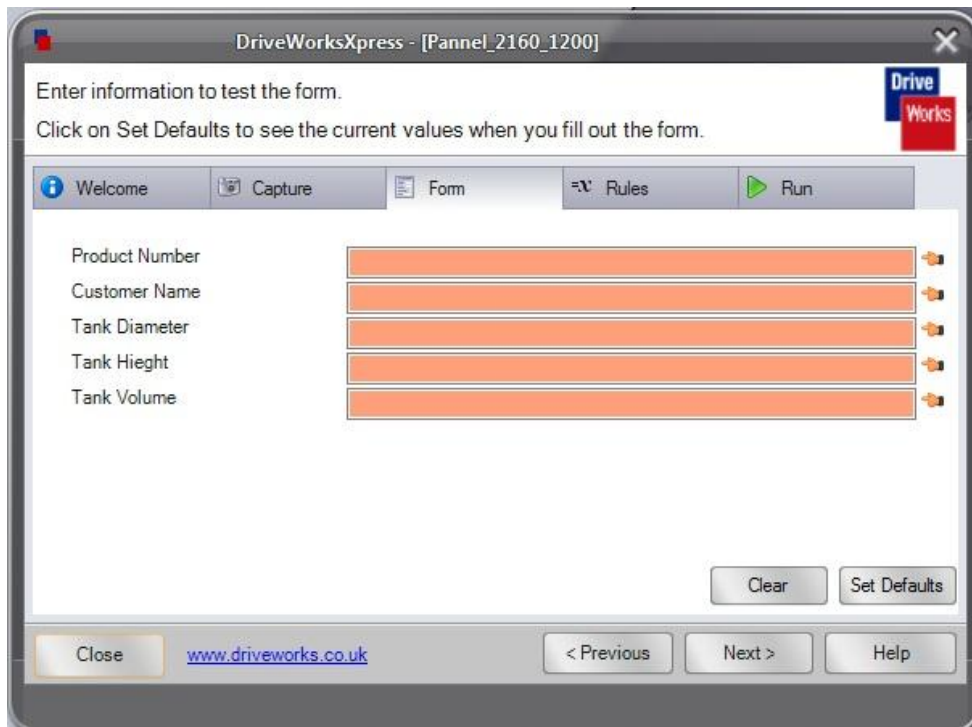 DriveWorksXpress - [Pannel_2160_1200]
Enter information to test the form.
Click on Set Defaults to see the current values when you fill out the form.
Drive
Works
Welcome Capture Form =x Rules Run
Product Number
Customer Name
Tank Diameter
Tank Hieght
Tank Volume
Clear Set Defaults
Close www.driveworks.co.uk < Previous Next > Help